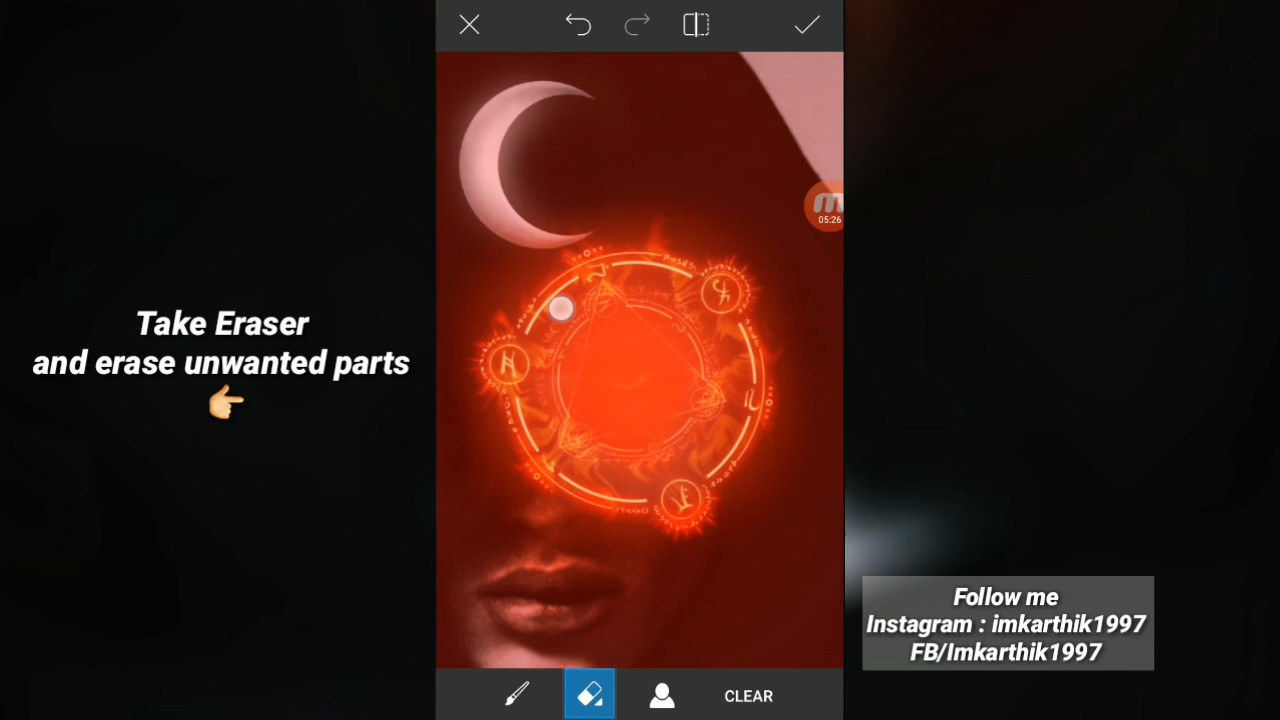 Take Eraser
and erase unwanted parts
05:26
CLEAR
Follow me
Instagram : imkarthik1997
FB/Imkarthik1997